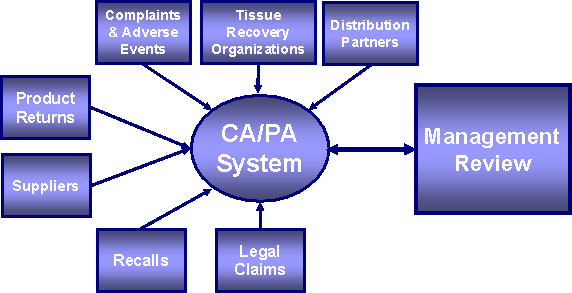 Complaints
& Adverse
Events
Tissue
Recovery
Organizations
Distribution
Partners
Product
Returns
CA/PA
System
Management
Review
Suppliers
Recalls
Legal
Claims